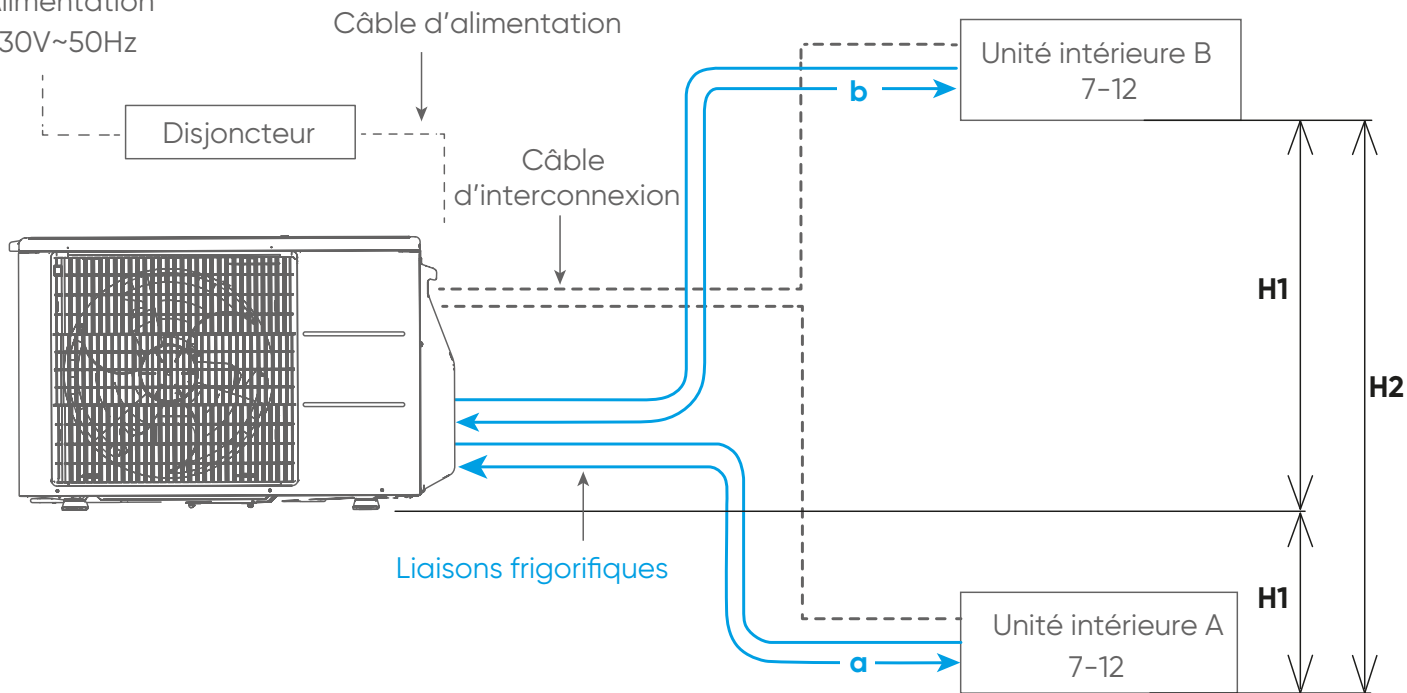 limentation
30V~50Hz
Câble d'alimentation
Disjoncteur
Câble
d'interconnexion
Unité intérieure B
7-12
b
H1
H2
Liaisons frigorifiques
H1
Unité intérieure A
7-12
a